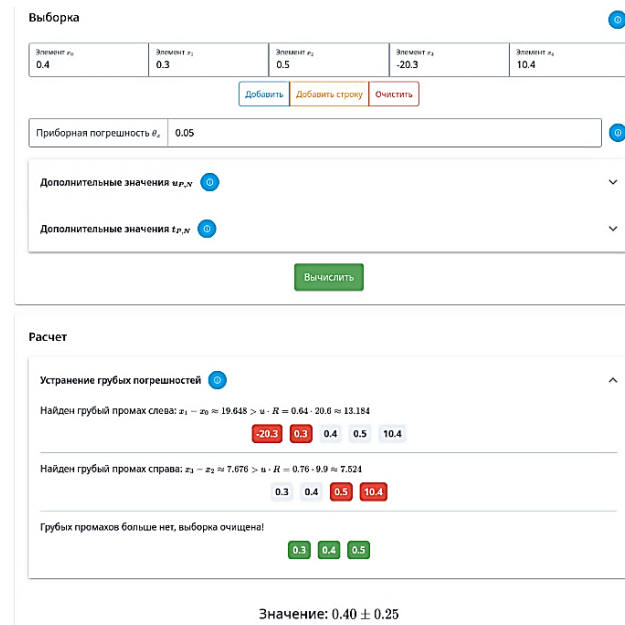 Выборка
Элемент x₀ Элемент x₁ Элемент x₂ Элемент x₃ Элемент x₄
0.4 0.3 0.5 -20.3 10.4
Добавить Добавить строку Очистить
Приборная погрешность θₓ 0.05
Дополнительные значения u_P,N
Дополнительные значения t_P,N
Вычислить
Расчет
Устранение грубых погрешностей
Найден грубый промах слева: x₁ − x₀ ≈ 19.648 > u · R = 0.64 · 20.6 ≈ 13.184
-20.3 0.3 0.4 0.5 10.4
Найден грубый промах справа: x₃ − x₂ ≈ 7.676 > u · R = 0.76 · 9.9 ≈ 7.524
0.3 0.4 0.5 10.4
Грубых промахов больше нет, выборка очищена!
0.3 0.4 0.5
Значение: 0.40 ± 0.25